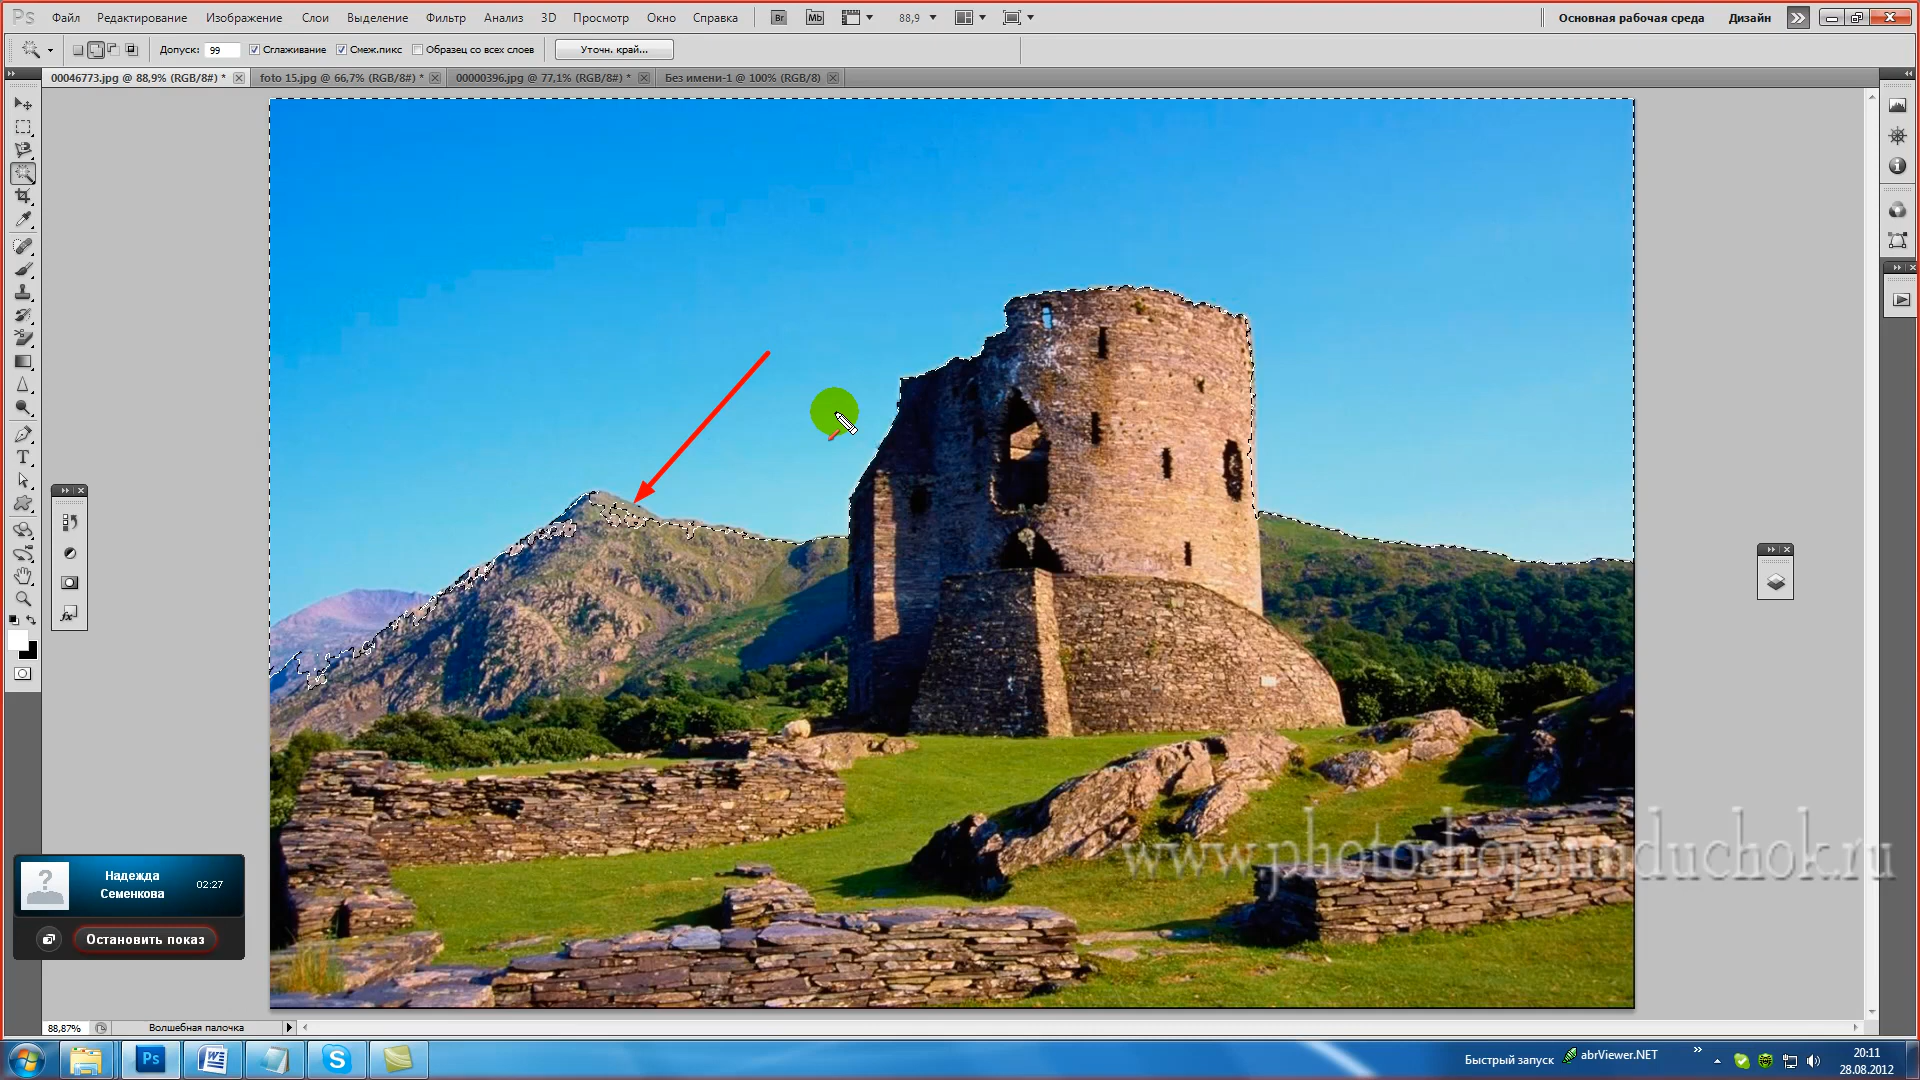 Ps Файл Редактирование Изображение Слои Выделение Фильтр Анализ 3D Просмотр Окно Справка Br Mb 88,9 Основная рабочая среда Дизайн
Допуск: 99 Сглаживание Смеж.пикс Образец со всех слоев Уточн. край...
00046773.jpg @ 88,9% (RGB/8#) * foto 15.jpg @ 66,7% (RGB/8#) * 00000396.jpg @ 77,1% (RGB/8#) * Без имени-1 @ 100% (RGB/8)
www.photoshopsunduchok.ru
Надежда
Семенкова
02:27
Остановить показ
88,87% Волшебная палочка
Ps W S Быстрый запуск abrViewer.NET
20:11
28.08.2012